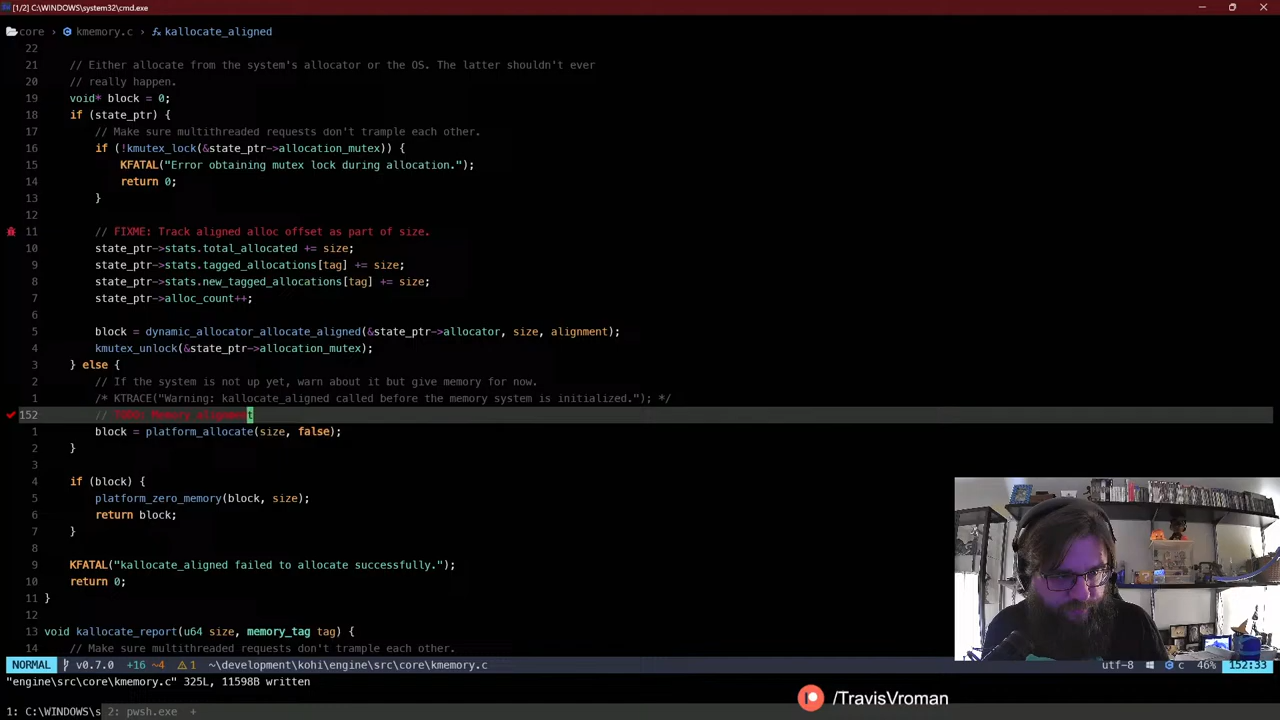 [1/2] C:\WINDOWS\system32\cmd.exe
core > kmemory.c > kallocate_aligned
22
21 // Either allocate from the system's allocator or the OS. The latter shouldn't ever
20 // really happen.
19 void* block = 0;
18 if (state_ptr) {
17 // Make sure multithreaded requests don't trample each other.
16 if (!kmutex_lock(&state_ptr->allocation_mutex)) {
15 KFATAL("Error obtaining mutex lock during allocation.");
14 return 0;
13 }
12
11 // FIXME: Track aligned alloc offset as part of size.
10 state_ptr->stats.total_allocated += size;
9 state_ptr->stats.tagged_allocations[tag] += size;
8 state_ptr->stats.new_tagged_allocations[tag] += size;
7 state_ptr->alloc_count++;
6
5 block = dynamic_allocator_allocate_aligned(&state_ptr->allocator, size, alignment);
4 kmutex_unlock(&state_ptr->allocation_mutex);
3 } else {
2 // If the system is not up yet, warn about it but give memory for now.
1 /* KTRACE("Warning: kallocate_aligned called before the memory system is initialized."); */
152 // TODO: Memory alignment
1 block = platform_allocate(size, false);
2 }
3
4 if (block) {
5 platform_zero_memory(block, size);
6 return block;
7 }
8
9 KFATAL("kallocate_aligned failed to allocate successfully.");
10 return 0;
11 }
12
13 void kallocate_report(u64 size, memory_tag tag) {
14 // Make sure multithreaded requests don't trample each other.
NORMAL v0.7.0 +16 ~4 1 ~\development\kohi\engine\src\core\kmemory.c utf-8 c 46% 152:33
"engine\src\core\kmemory.c" 325L, 11598B written
/TravisVroman
1: C:\WINDOWS\s 2: pwsh.exe +